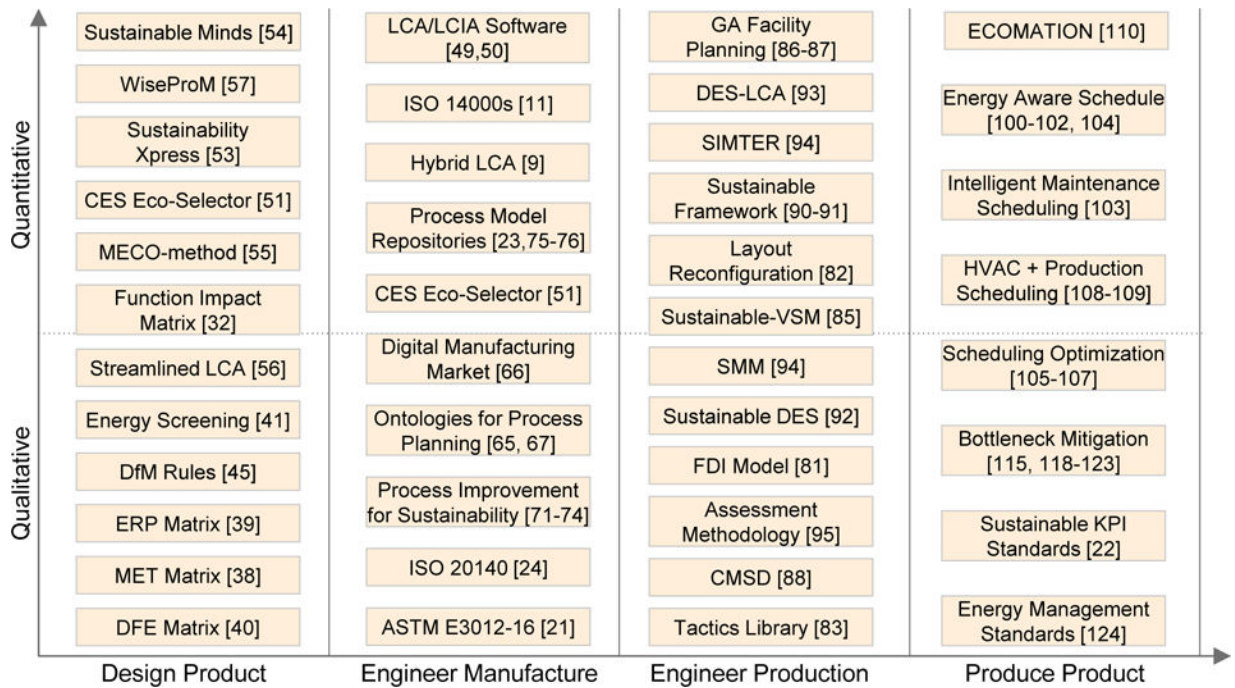 Quantitative
Qualitative
Sustainable Minds [54]
WiseProM [57]
Sustainability
Xpress [53]
CES Eco-Selector [51]
MECO-method [55]
Function Impact
Matrix [32]
Streamlined LCA [56]
Energy Screening [41]
DfM Rules [45]
ERP Matrix [39]
MET Matrix [38]
DFE Matrix [40]
Design Product
LCA/LCIA Software
[49,50]
ISO 14000s [11]
Hybrid LCA [9]
Process Model
Repositories [23,75-76]
CES Eco-Selector [51]
Digital Manufacturing
Market [66]
Ontologies for Process
Planning [65, 67]
Process Improvement
for Sustainability [71-74]
ISO 20140 [24]
ASTM E3012-16 [21]
Engineer Manufacture
GA Facility
Planning [86-87]
DES-LCA [93]
SIMTER [94]
Sustainable
Framework [90-91]
Layout
Reconfiguration [82]
Sustainable-VSM [85]
SMM [94]
Sustainable DES [92]
FDI Model [81]
Assessment
Methodology [95]
CMSD [88]
Tactics Library [83]
Engineer Production
ECOMATION [110]
Energy Aware Schedule
[100-102, 104]
Intelligent Maintenance
Scheduling [103]
HVAC + Production
Scheduling [108-109]
Scheduling Optimization
[105-107]
Bottleneck Mitigation
[115, 118-123]
Sustainable KPI
Standards [22]
Energy Management
Standards [124]
Produce Product